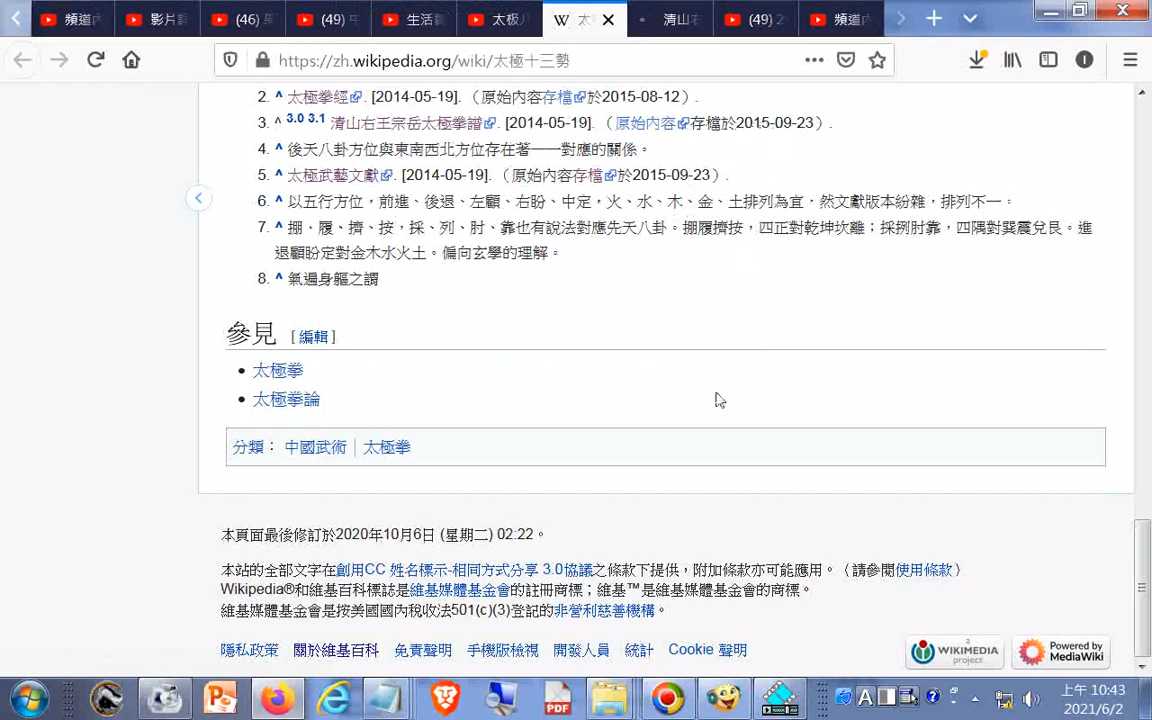 (46)
(49)
生活
太极
W 太
清山右
(49) 2
頻道內
https://zh.wikipedia.org/wiki/太極十三勢
2. ^ 太極拳經. [2014-05-19]. （原始內容存檔於2015-08-12）.
3. ^ 3.0 3.1 清山右王宗岳太極拳譜. [2014-05-19]. （原始內容存檔於2015-09-23）.
4. ^ 後天八卦方位與東南西北方位存在著一一對應的關係。
5. ^ 太極武藝文獻. [2014-05-19]. （原始內容存檔於2015-09-23）.
6. ^ 以五行方位，前進、後退、左顧、右盼、中定，火、水、木、金、土排列為宜，然文獻版本紛雜，排列不一。
7. ^ 掤、履、擠、按，採、列、肘、靠也有說法對應先天八卦。掤履擠按，四正對乾坤坎離；採挒肘靠，四隅對巽震兌艮。進
退顧盼定對金木水火土。偏向玄學的理解。
8. ^ 氣遍身軀之謂
參見 [ 編輯 ]
• 太極拳
• 太極拳論
分類： 中國武術 | 太極拳
本頁面最後修訂於2020年10月6日 (星期二) 02:22。
本站的全部文字在創用CC 姓名標示-相同方式分享 3.0協議之條款下提供，附加條款亦可能應用。（請參閱使用條款）
Wikipedia®和維基百科標誌是維基媒體基金會的註冊商標；維基™是維基媒體基金會的商標。
維基媒體基金會是按美國國內稅收法501(c)(3)登記的非營利慈善機構。
隱私政策 關於維基百科 免責聲明 手機版檢視 開發人員 統計 Cookie 聲明
a WIKIMEDIA project
Powered by MediaWiki
PDF
A
上午 10:43
2021/6/2